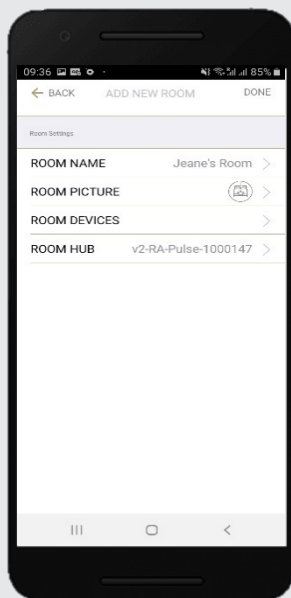 09:36 85%
BACK ADD NEW ROOM DONE
Room Settings
ROOM NAME Jeane's Room
ROOM PICTURE
ROOM DEVICES
ROOM HUB v2-RA-Pulse-1000147